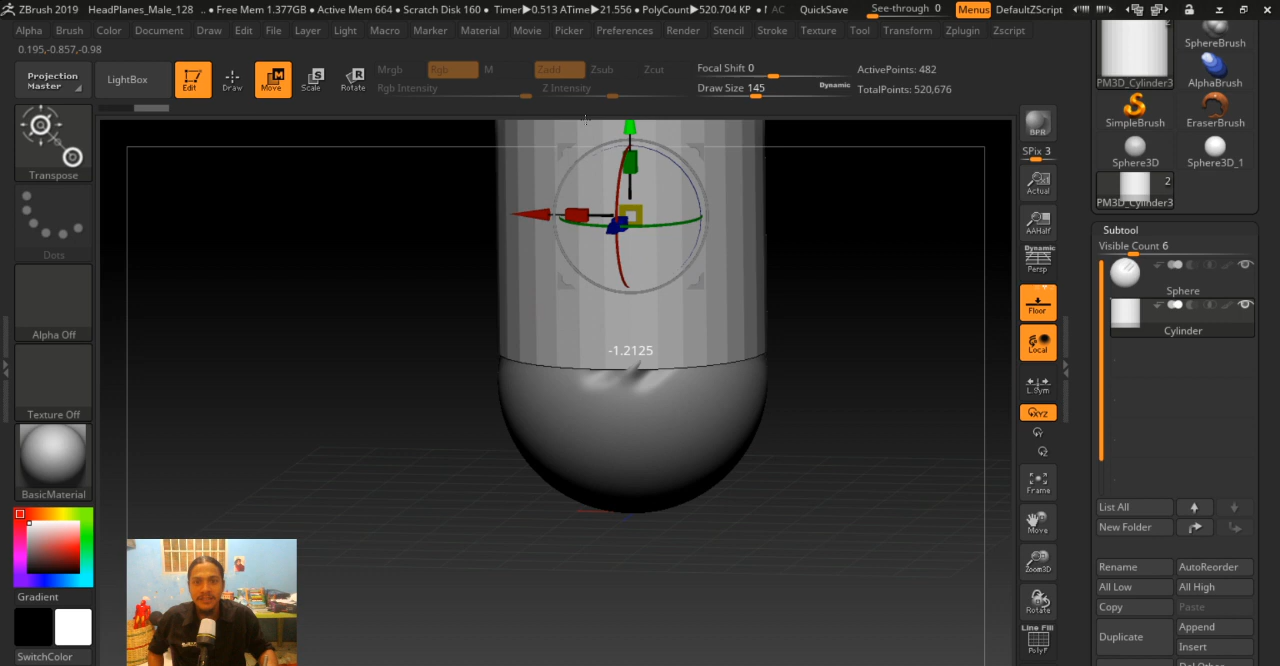 ZBrush 2019 HeadPlanes_Male_128 .. ● Free Mem 1.377GB ● Active Mem 664 ● Scratch Disk 160 ● Timer▶0.513 ATime▶21.556 ● PolyCount▶520.704 KP ● AC QuickSave See-through 0 Menus DefaultZScript
Alpha Brush Color Document Draw Edit File Layer Light Macro Marker Material Movie Picker Preferences Render Stencil Stroke Texture Tool Transform Zplugin Zscript
0.195,-0.857,-0.98
Projection Master
LightBox
Edit Draw Move Scale Rotate
Mrgb Rgb M Zadd Zsub Zcut
Rgb Intensity Z Intensity
Focal Shift 0
Draw Size 145 Dynamic
ActivePoints: 482
TotalPoints: 520,676
Transpose
Dots
Alpha Off
Texture Off
BasicMaterial
Gradient
SwitchColor
-1.2125
BPR
SPix 3
Actual
AAHalf
Dynamic
Persp
Floor
Local
L.Sym
XYZ
Y
Z
Frame
Move
Zoom3D
Rotate
Line Fill
PolyF
2
SphereBrush
PM3D_Cylinder3 AlphaBrush
SimpleBrush EraserBrush
Sphere3D Sphere3D_1
2
PM3D_Cylinder3
Subtool
Visible Count 6
Sphere
Cylinder
List All
New Folder
Rename AutoReorder
All Low All High
Copy Paste
Duplicate Append
Insert
Del Other